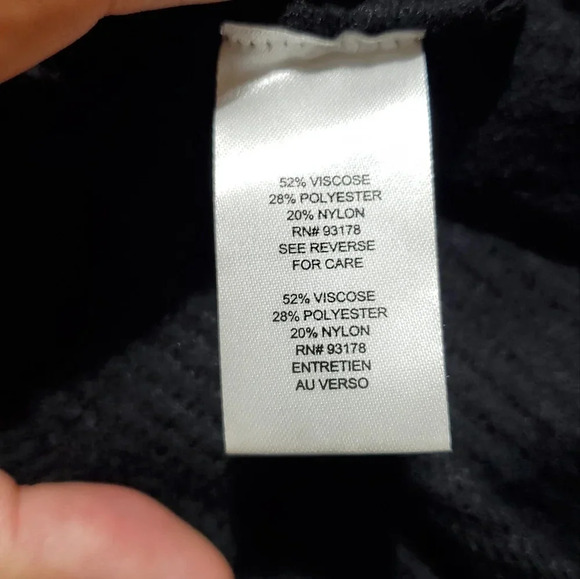 52% VISCOSE
28% POLYESTER
20% NYLON
RN# 93178
SEE REVERSE
FOR CARE
52% VISCOSE
28% POLYESTER
20% NYLON
RN# 93178
ENTRETIEN
AU VERSO